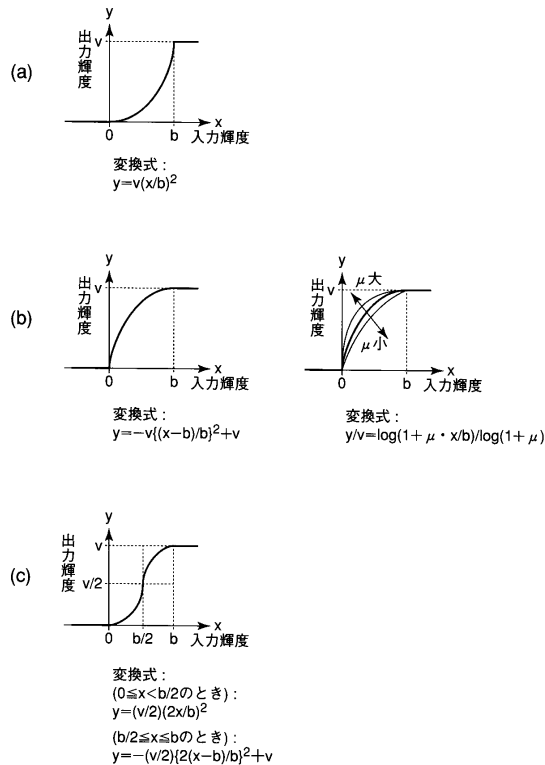 (a)
y
出力輝度
v
0
b
x
入力輝度
変換式：
y=v(x/b)²
(b)
y
出力輝度
v
0
b
x
入力輝度
変換式：
y=−v{(x−b)/b}²+v
y
出力輝度
v
μ大
μ小
0
b
x
入力輝度
変換式：
y/v=log(1+μ・x/b)/log(1+μ)
(c)
y
出力輝度
v
v/2
0
b/2
b
x
入力輝度
変換式：
(0≦x<b/2のとき)：
y=(v/2)(2x/b)²
(b/2≦x≦bのとき)：
y=−(v/2){2(x−b)/b}²+v